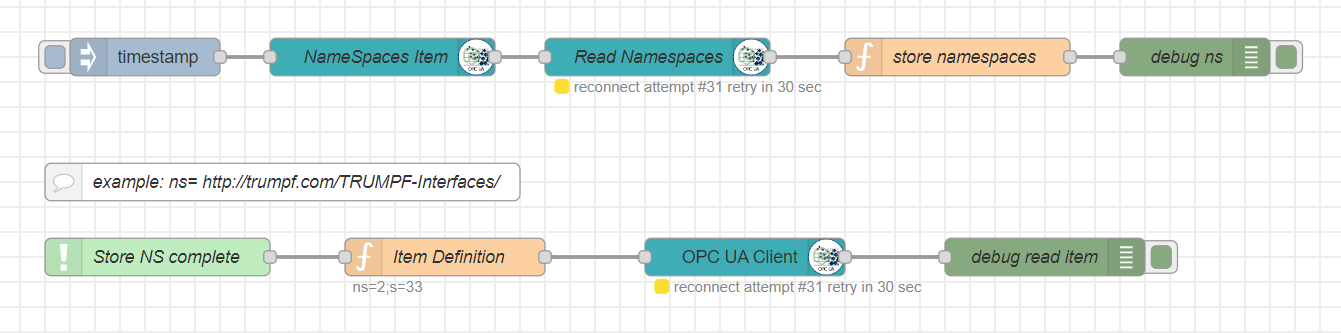 timestamp
NameSpaces Item
OPC UA
Read Namespaces
OPC UA
store namespaces
debug ns
reconnect attempt #31 retry in 30 sec
example: ns= http://trumpf.com/TRUMPF-Interfaces/
Store NS complete
Item Definition
OPC UA Client
OPC UA
debug read item
ns=2;s=33
reconnect attempt #31 retry in 30 sec